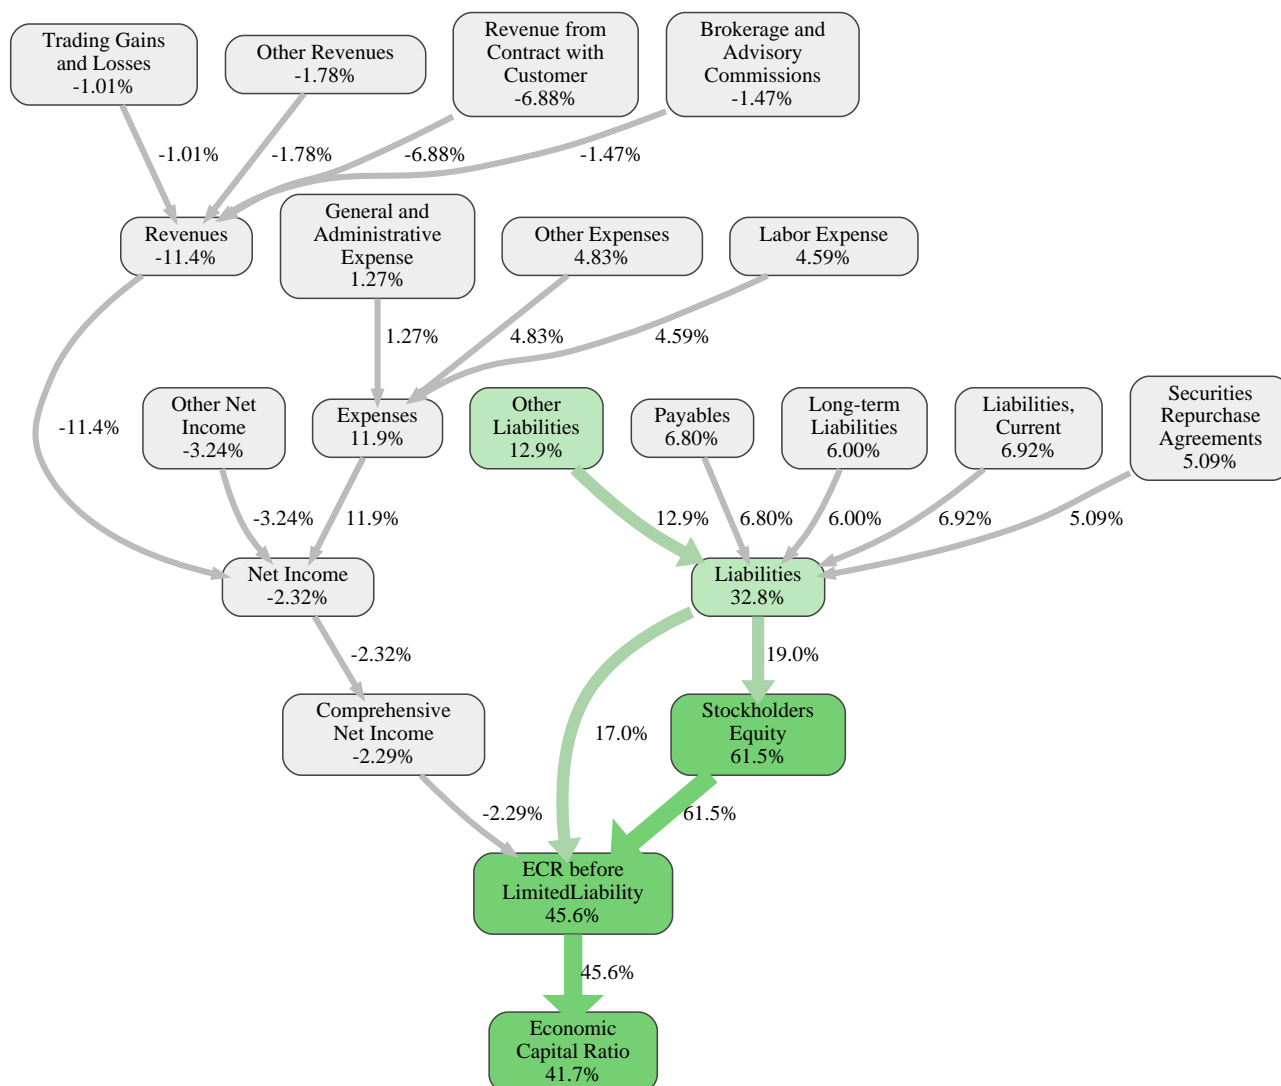 Trading Gains
and Losses
-1.01%
Other Revenues
-1.78%
Revenue from
Contract with
Customer
-6.88%
Brokerage and
Advisory
Commissions
-1.47%
-1.01%
-1.78%
-6.88%
-1.47%
Revenues
-11.4%
General and
Administrative
Expense
1.27%
Other Expenses
4.83%
Labor Expense
4.59%
1.27%
4.83%
4.59%
-11.4%
Other Net
Income
-3.24%
Expenses
11.9%
Other
Liabilities
12.9%
Payables
6.80%
Long-term
Liabilities
6.00%
Liabilities,
Current
6.92%
Securities
Repurchase
Agreements
5.09%
-3.24%
11.9%
12.9%
6.80%
6.00%
6.92%
5.09%
Net Income
-2.32%
Liabilities
32.8%
-2.32%
19.0%
Comprehensive
Net Income
-2.29%
17.0%
Stockholders
Equity
61.5%
-2.29%
61.5%
ECR before
LimitedLiability
45.6%
45.6%
Economic
Capital Ratio
41.7%